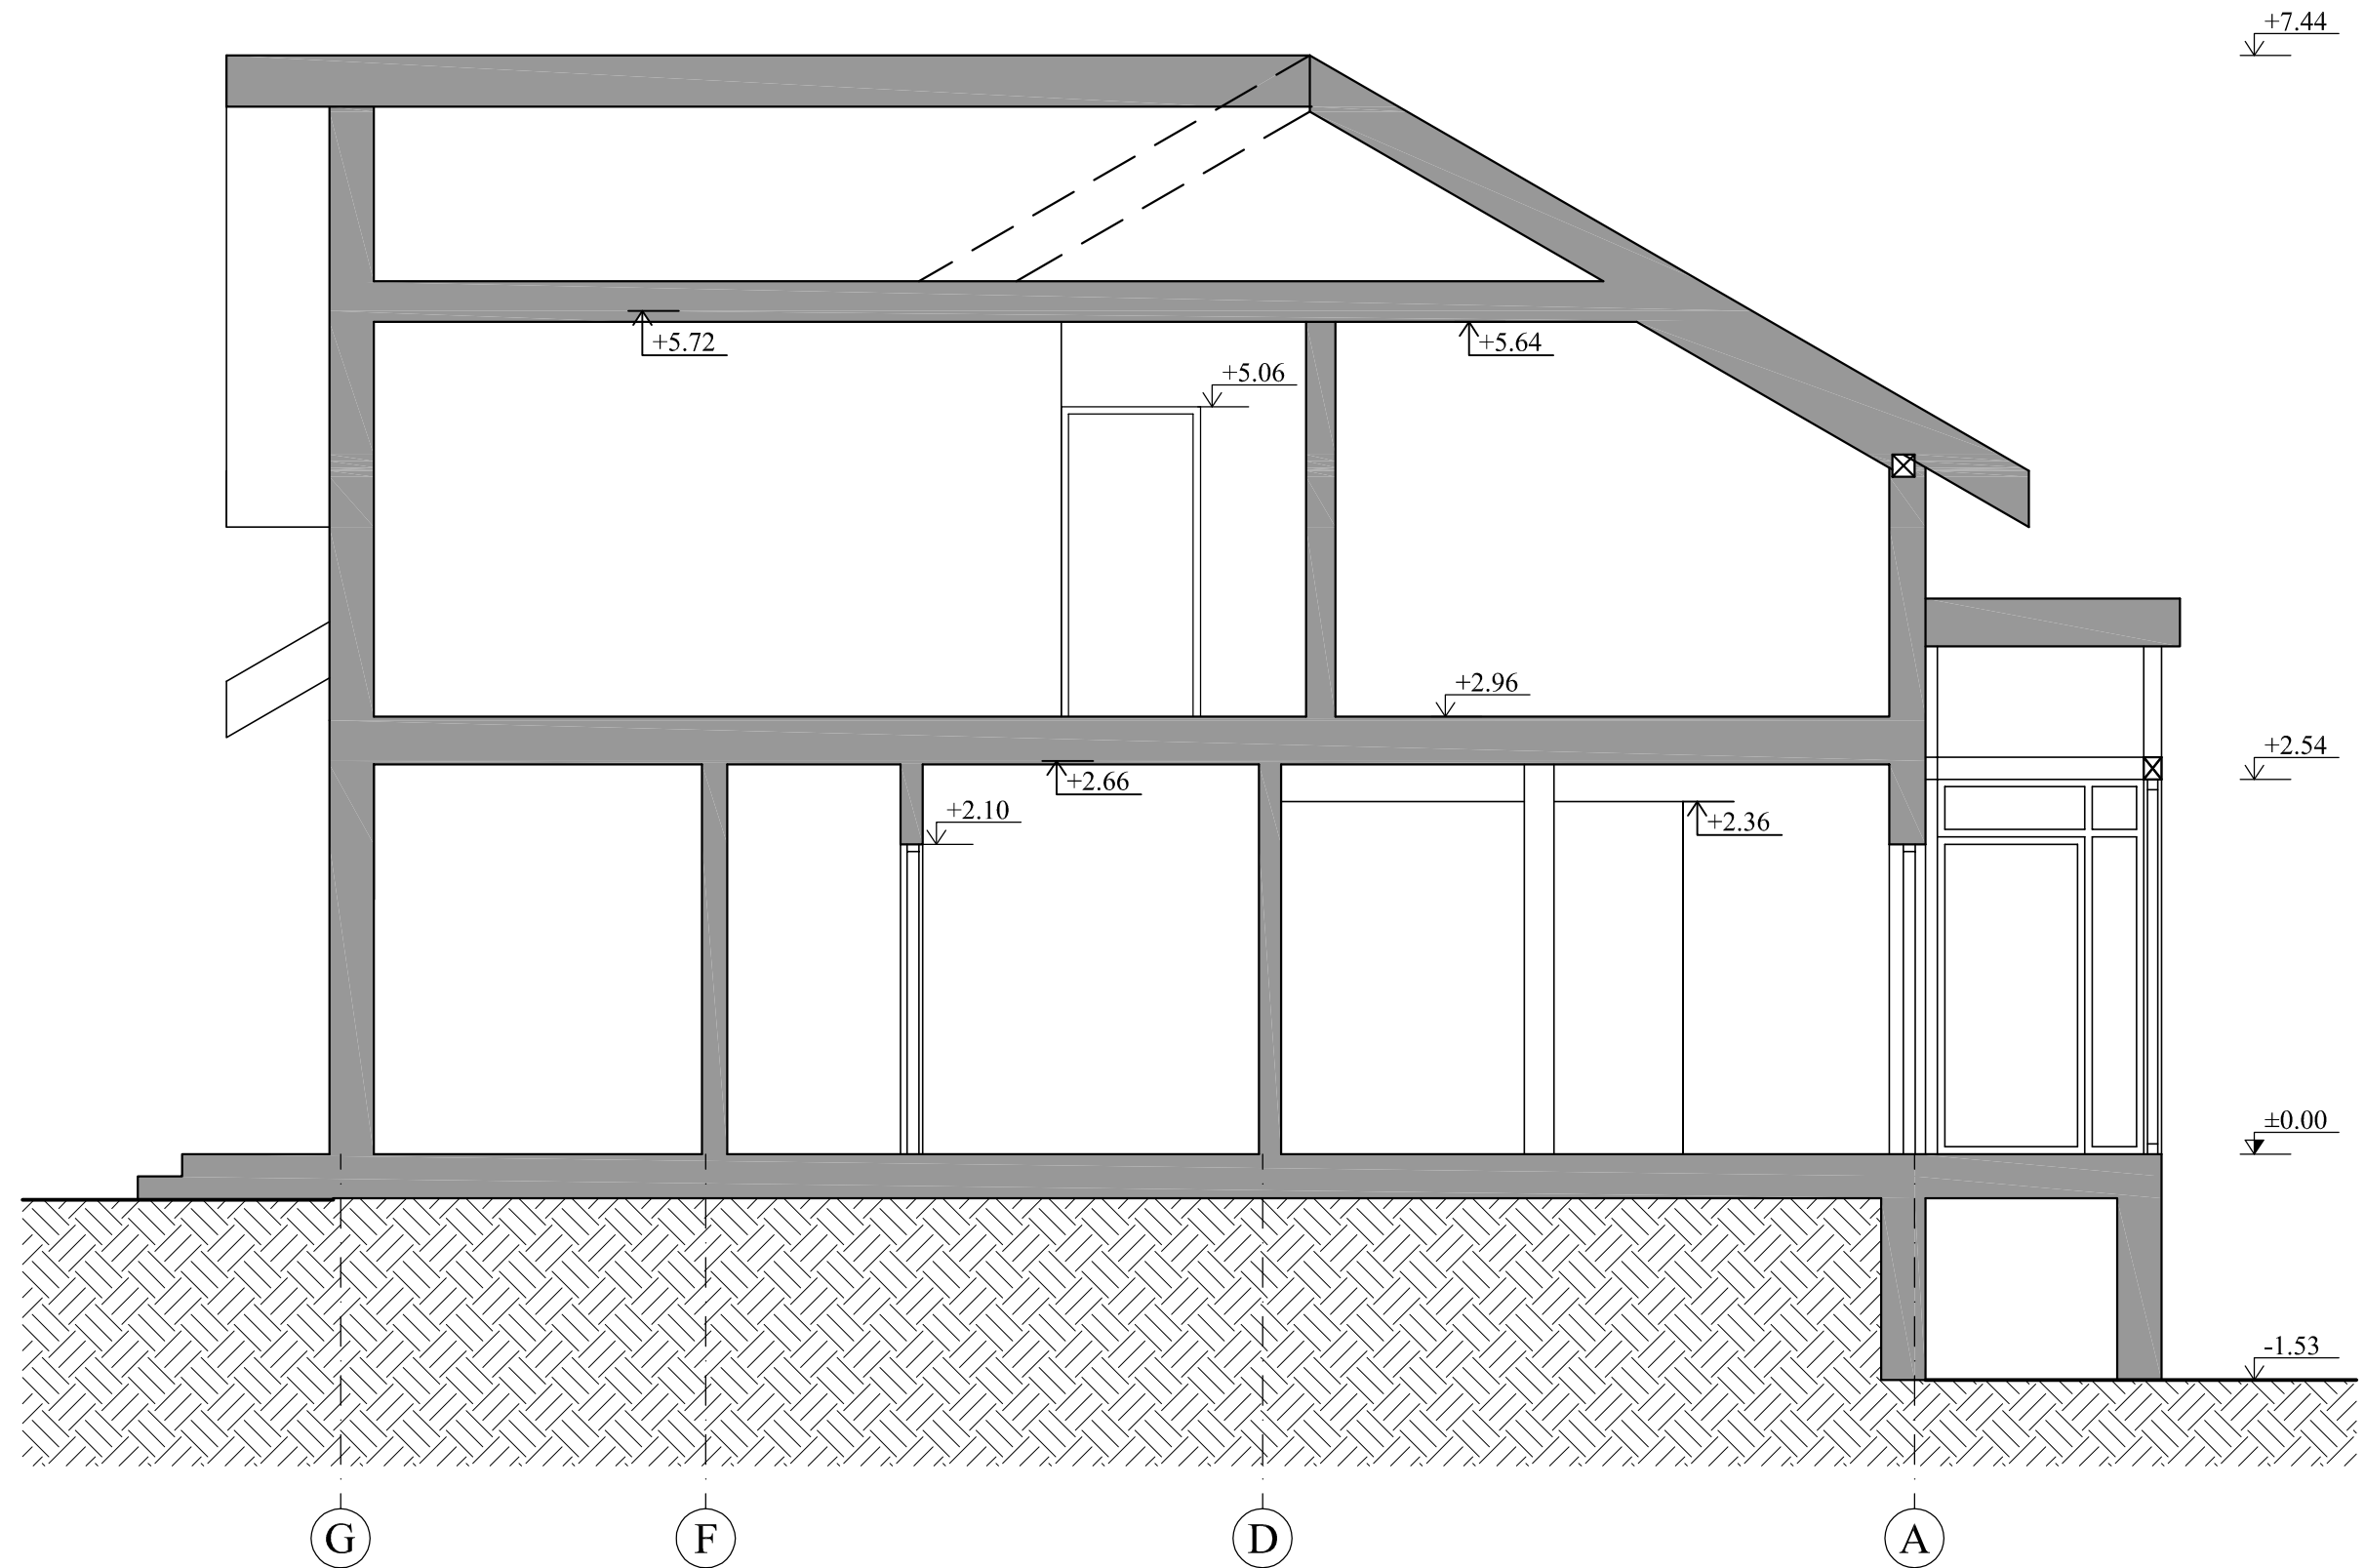 +7.44
+5.72
+5.64
+5.06
+2.96
+2.54
+2.66
+2.10
+2.36
±0.00
-1.53
G
F
D
A